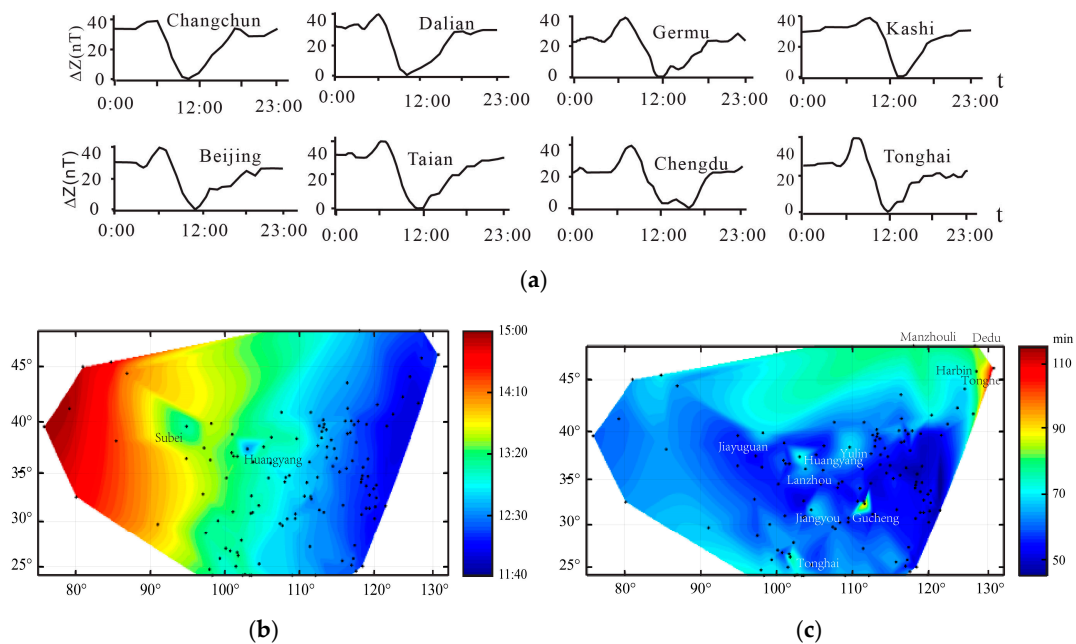 Changchun Dalian Germu Kashi
ΔZ(nT) 40 20 0 40 20 0 40 20 0 40 20 0
0:00 12:00 23:00 0:00 12:00 23:00 0:00 12:00 23:00 0:00 12:00 23:00 t
Beijing Taian Chengdu Tonghai
ΔZ(nT) 40 20 0 40 20 0 40 20 0 40 20 0
0:00 12:00 23:00 0:00 12:00 23:00 0:00 12:00 23:00 0:00 12:00 23:00 t
(a)
15:00
14:10
13:20
12:30
11:40
45°
40°
35°
30°
25°
Subei
Huangyang
80° 90° 100° 110° 120° 130°
(b)
Manzhouli Dedu
min
110
90
70
50
45°
40°
35°
30°
25°
Harbin
Tonghe
Jiayuguan
Yulin
Huangyang
Lanzhou
Jiangyou
Gucheng
Tonghai
80° 90° 100° 110° 120° 130°
(c)